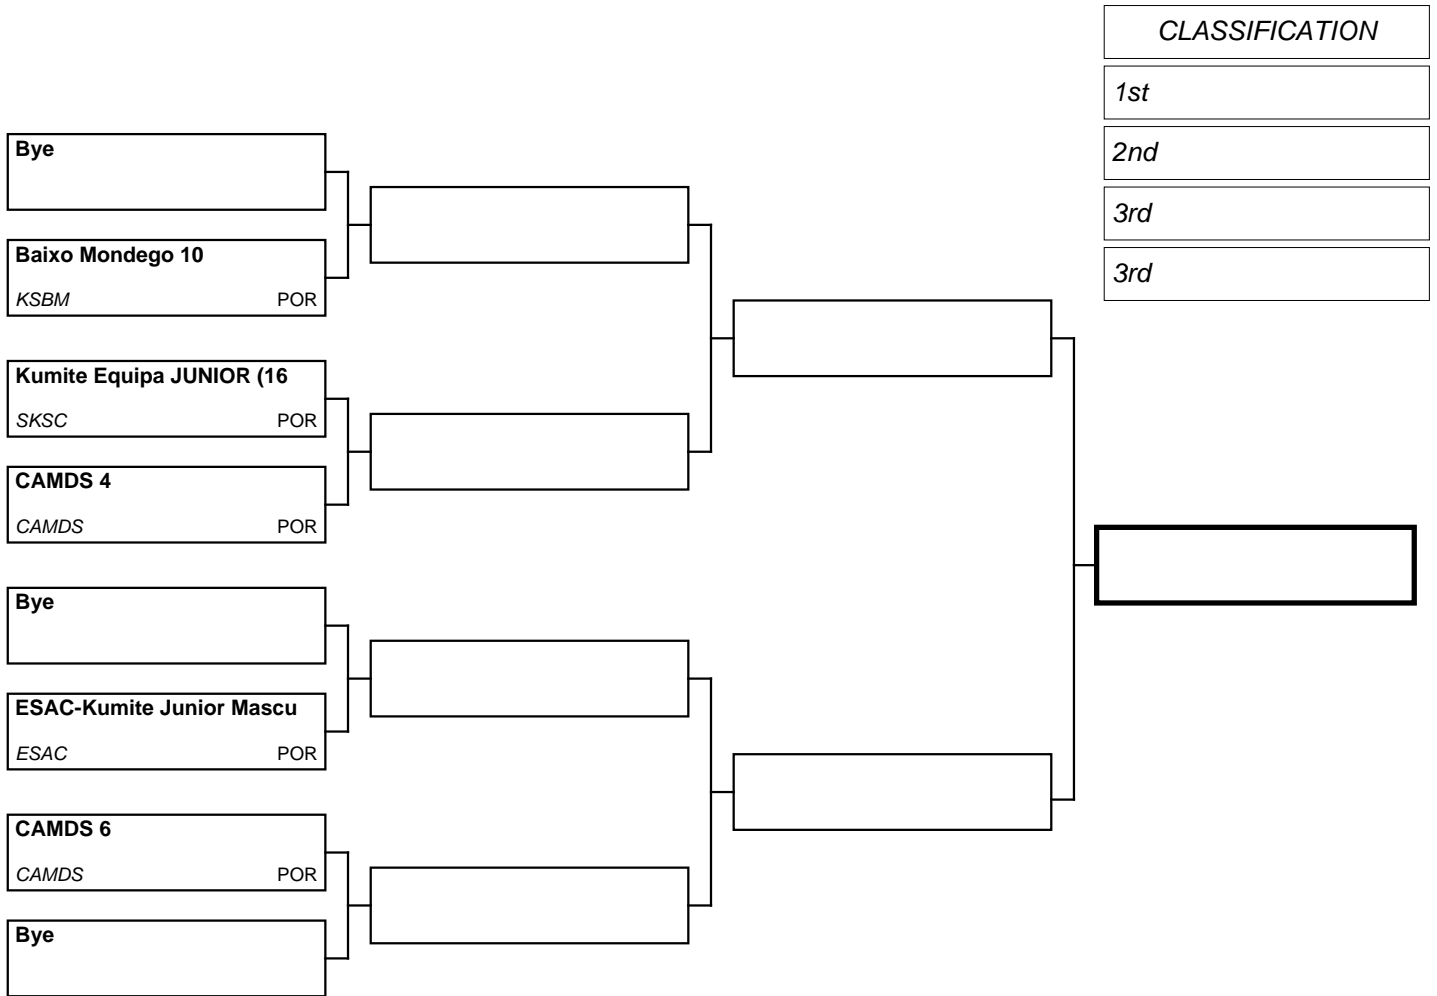 CLASSIFICATION
1st
2nd
3rd
3rd
Bye
Baixo Mondego 10
KSBM POR
Kumite Equipa JUNIOR (16
SKSC POR
CAMDS 4
CAMDS POR
Bye
ESAC-Kumite Junior Mascu
ESAC POR
CAMDS 6
CAMDS POR
Bye